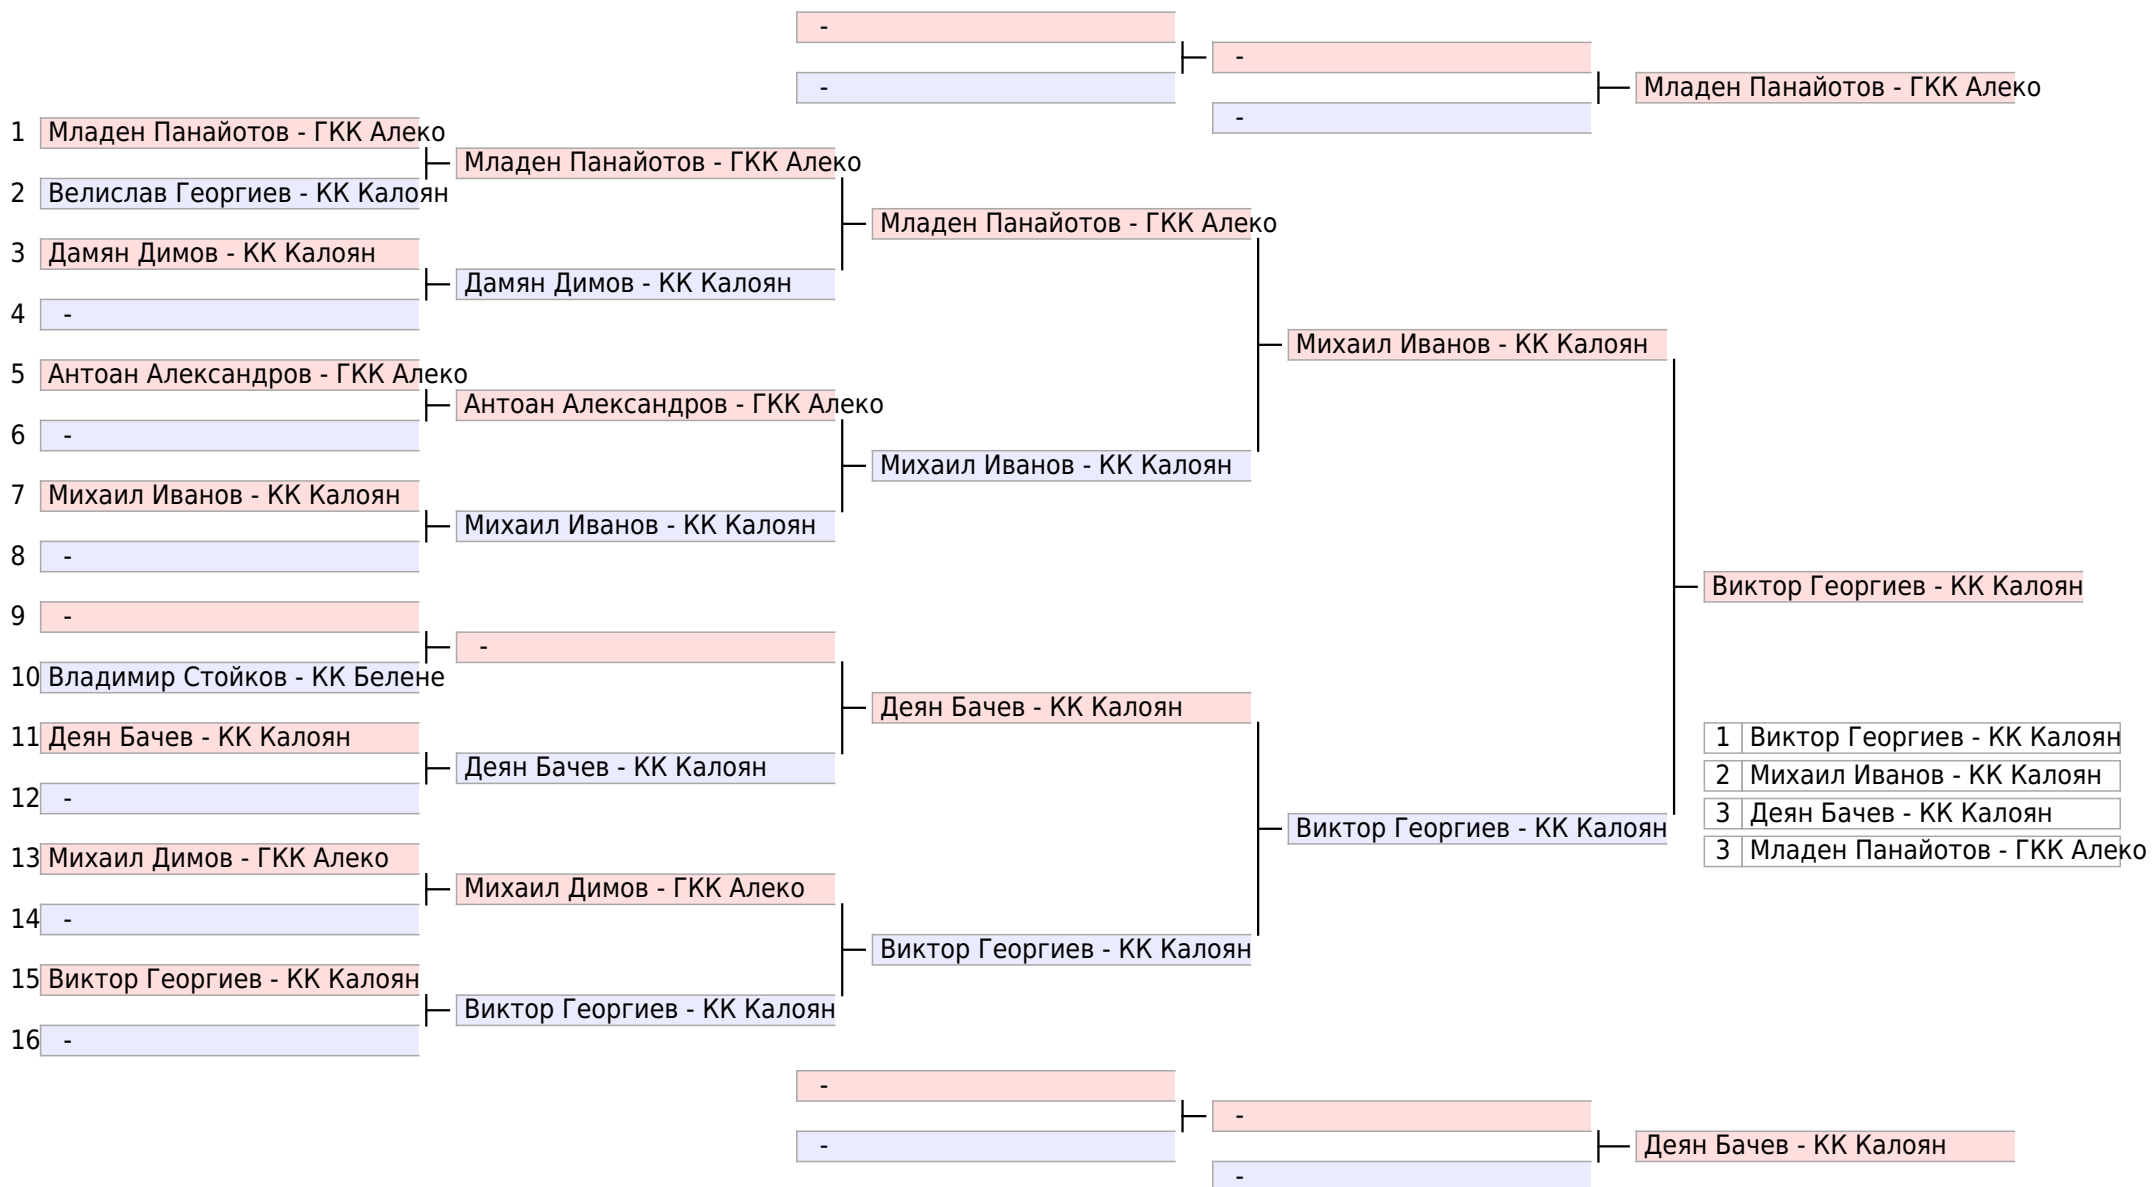 -
-
-
-
Младен Панайотов - ГКК Алеко
1 Младен Панайотов - ГКК Алеко
2 Велислав Георгиев - КК Калоян
3 Дамян Димов - КК Калоян
4 -
5 Антоан Александров - ГКК Алеко
6 -
7 Михаил Иванов - КК Калоян
8 -
9 -
10 Владимир Стойков - КК Белене
11 Деян Бачев - КК Калоян
12 -
13 Михаил Димов - ГКК Алеко
14 -
15 Виктор Георгиев - КК Калоян
16 -
Младен Панайотов - ГКК Алеко
Дамян Димов - КК Калоян
Антоан Александров - ГКК Алеко
Михаил Иванов - КК Калоян
-
Деян Бачев - КК Калоян
Михаил Димов - ГКК Алеко
Виктор Георгиев - КК Калоян
Младен Панайотов - ГКК Алеко
Михаил Иванов - КК Калоян
Деян Бачев - КК Калоян
Виктор Георгиев - КК Калоян
Михаил Иванов - КК Калоян
Виктор Георгиев - КК Калоян
Виктор Георгиев - КК Калоян
1 Виктор Георгиев - КК Калоян
2 Михаил Иванов - КК Калоян
3 Деян Бачев - КК Калоян
3 Младен Панайотов - ГКК Алеко
-
-
-
-
Деян Бачев - КК Калоян